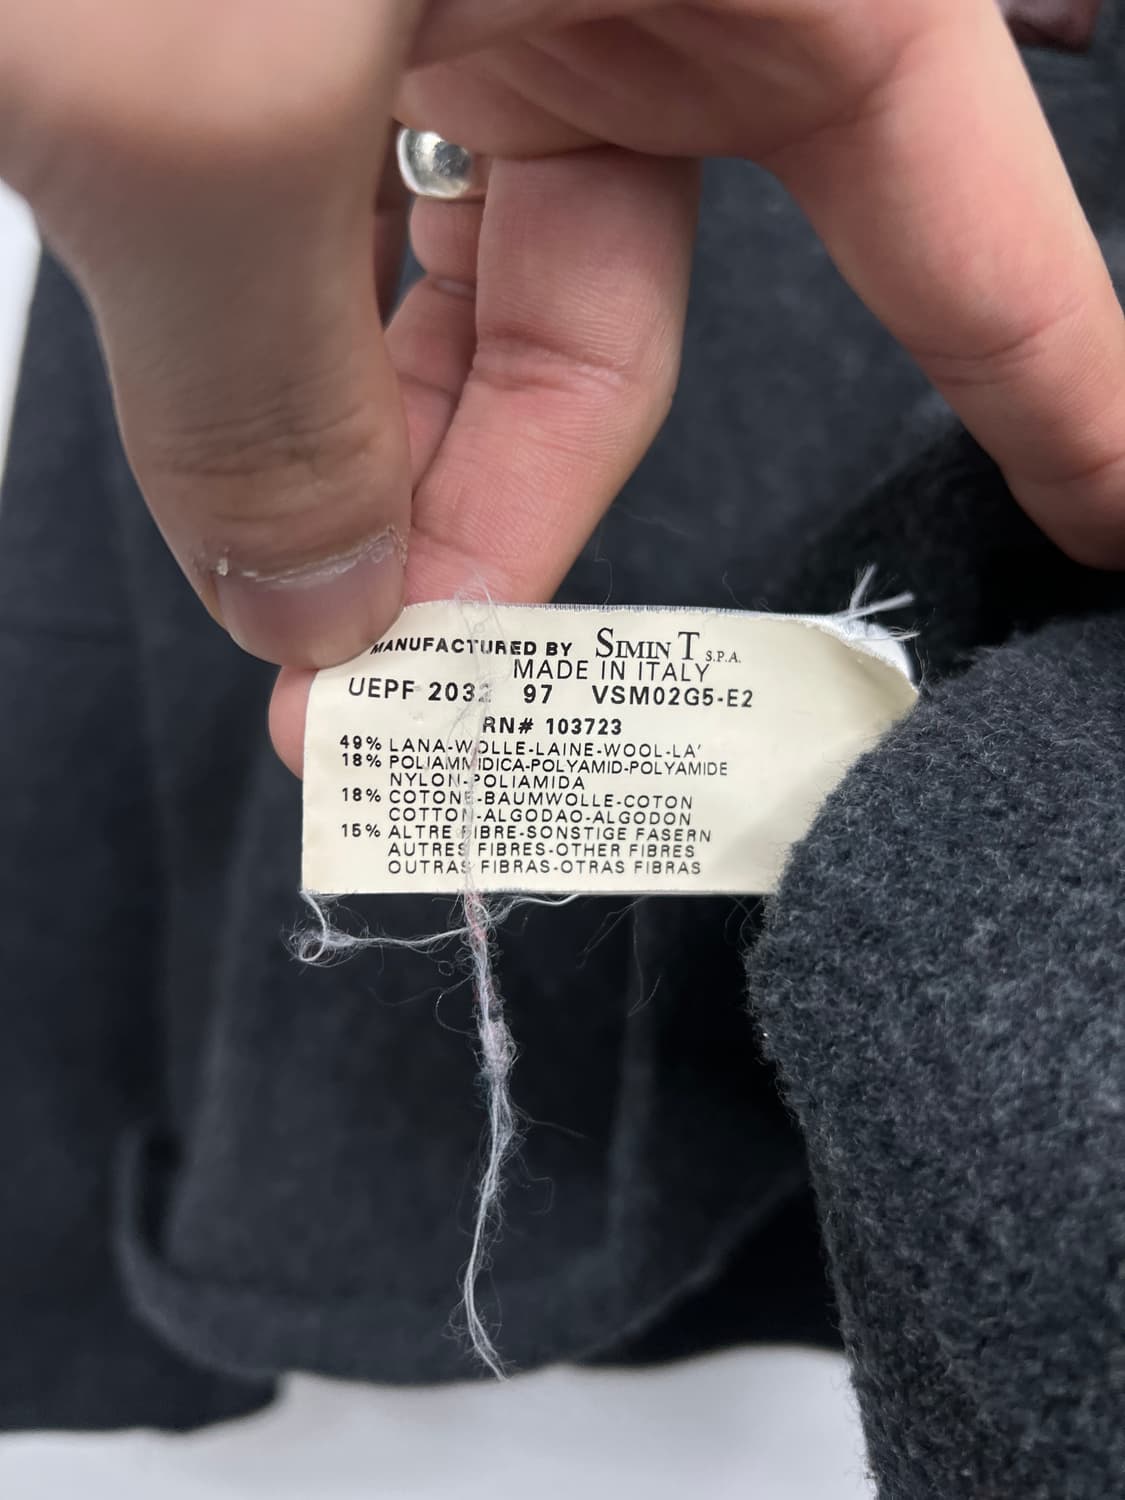 MANUFACTURED BY SIMIN T S.P.A.
MADE IN ITALY
UEPF 2032 97 VSM02G5-E2
RN# 103723
49% LANA-WOLLE-LAINE-WOOL-LA'
18% POLIAMMIDICA-POLYAMID-POLYAMIDE
NYLON-POLIAMIDA
18% COTONE-BAUMWOLLE-COTON
COTTON-ALGODAO-ALGODON
15% ALTRE FIBRE-SONSTIGE FASERN
AUTRES FIBRES-OTHER FIBRES
OUTRAS FIBRAS-OTRAS FIBRAS